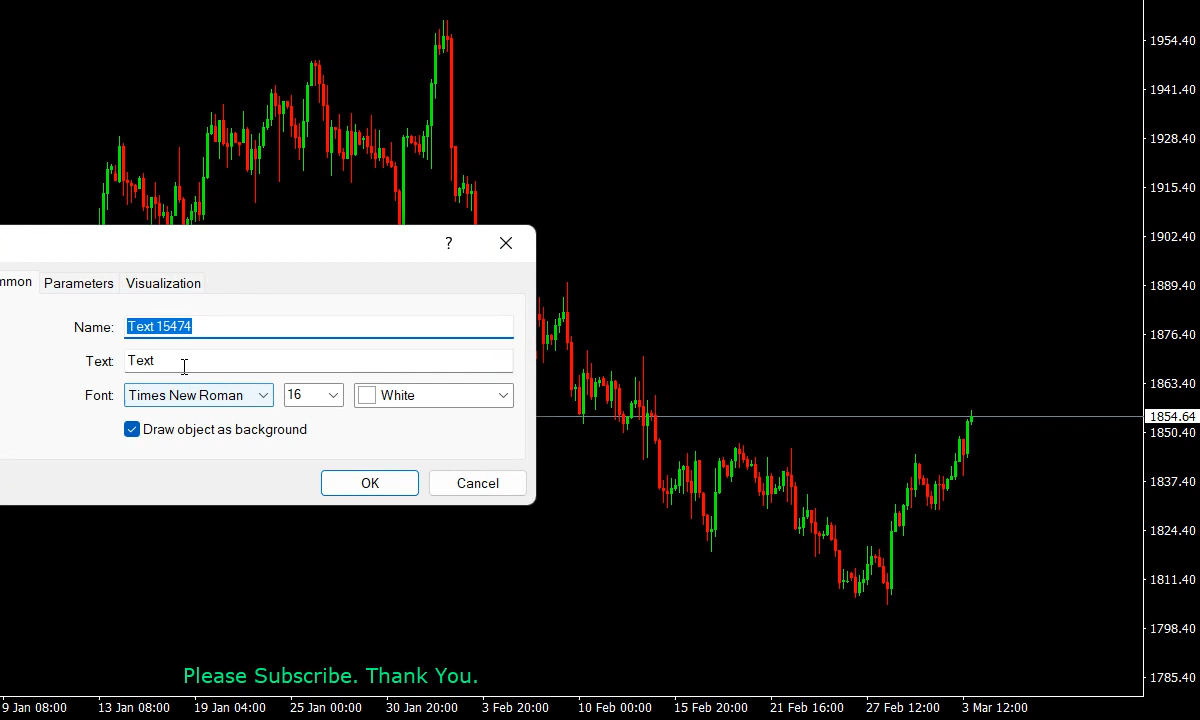 1954.40
1941.40
1928.40
1915.40
1902.40
?
mmon Parameters Visualization
1889.40
Name: Text 15474
1876.40
Text: Text
1863.40
Font: Times New Roman 16 White
1854.64
1850.40
Draw object as background
OK Cancel
1837.40
1824.40
1811.40
1798.40
Please Subscribe. Thank You.
1785.40
9 Jan 08:00 13 Jan 08:00 19 Jan 04:00 25 Jan 00:00 30 Jan 20:00 3 Feb 20:00 10 Feb 00:00 15 Feb 20:00 21 Feb 16:00 27 Feb 12:00 3 Mar 12:00